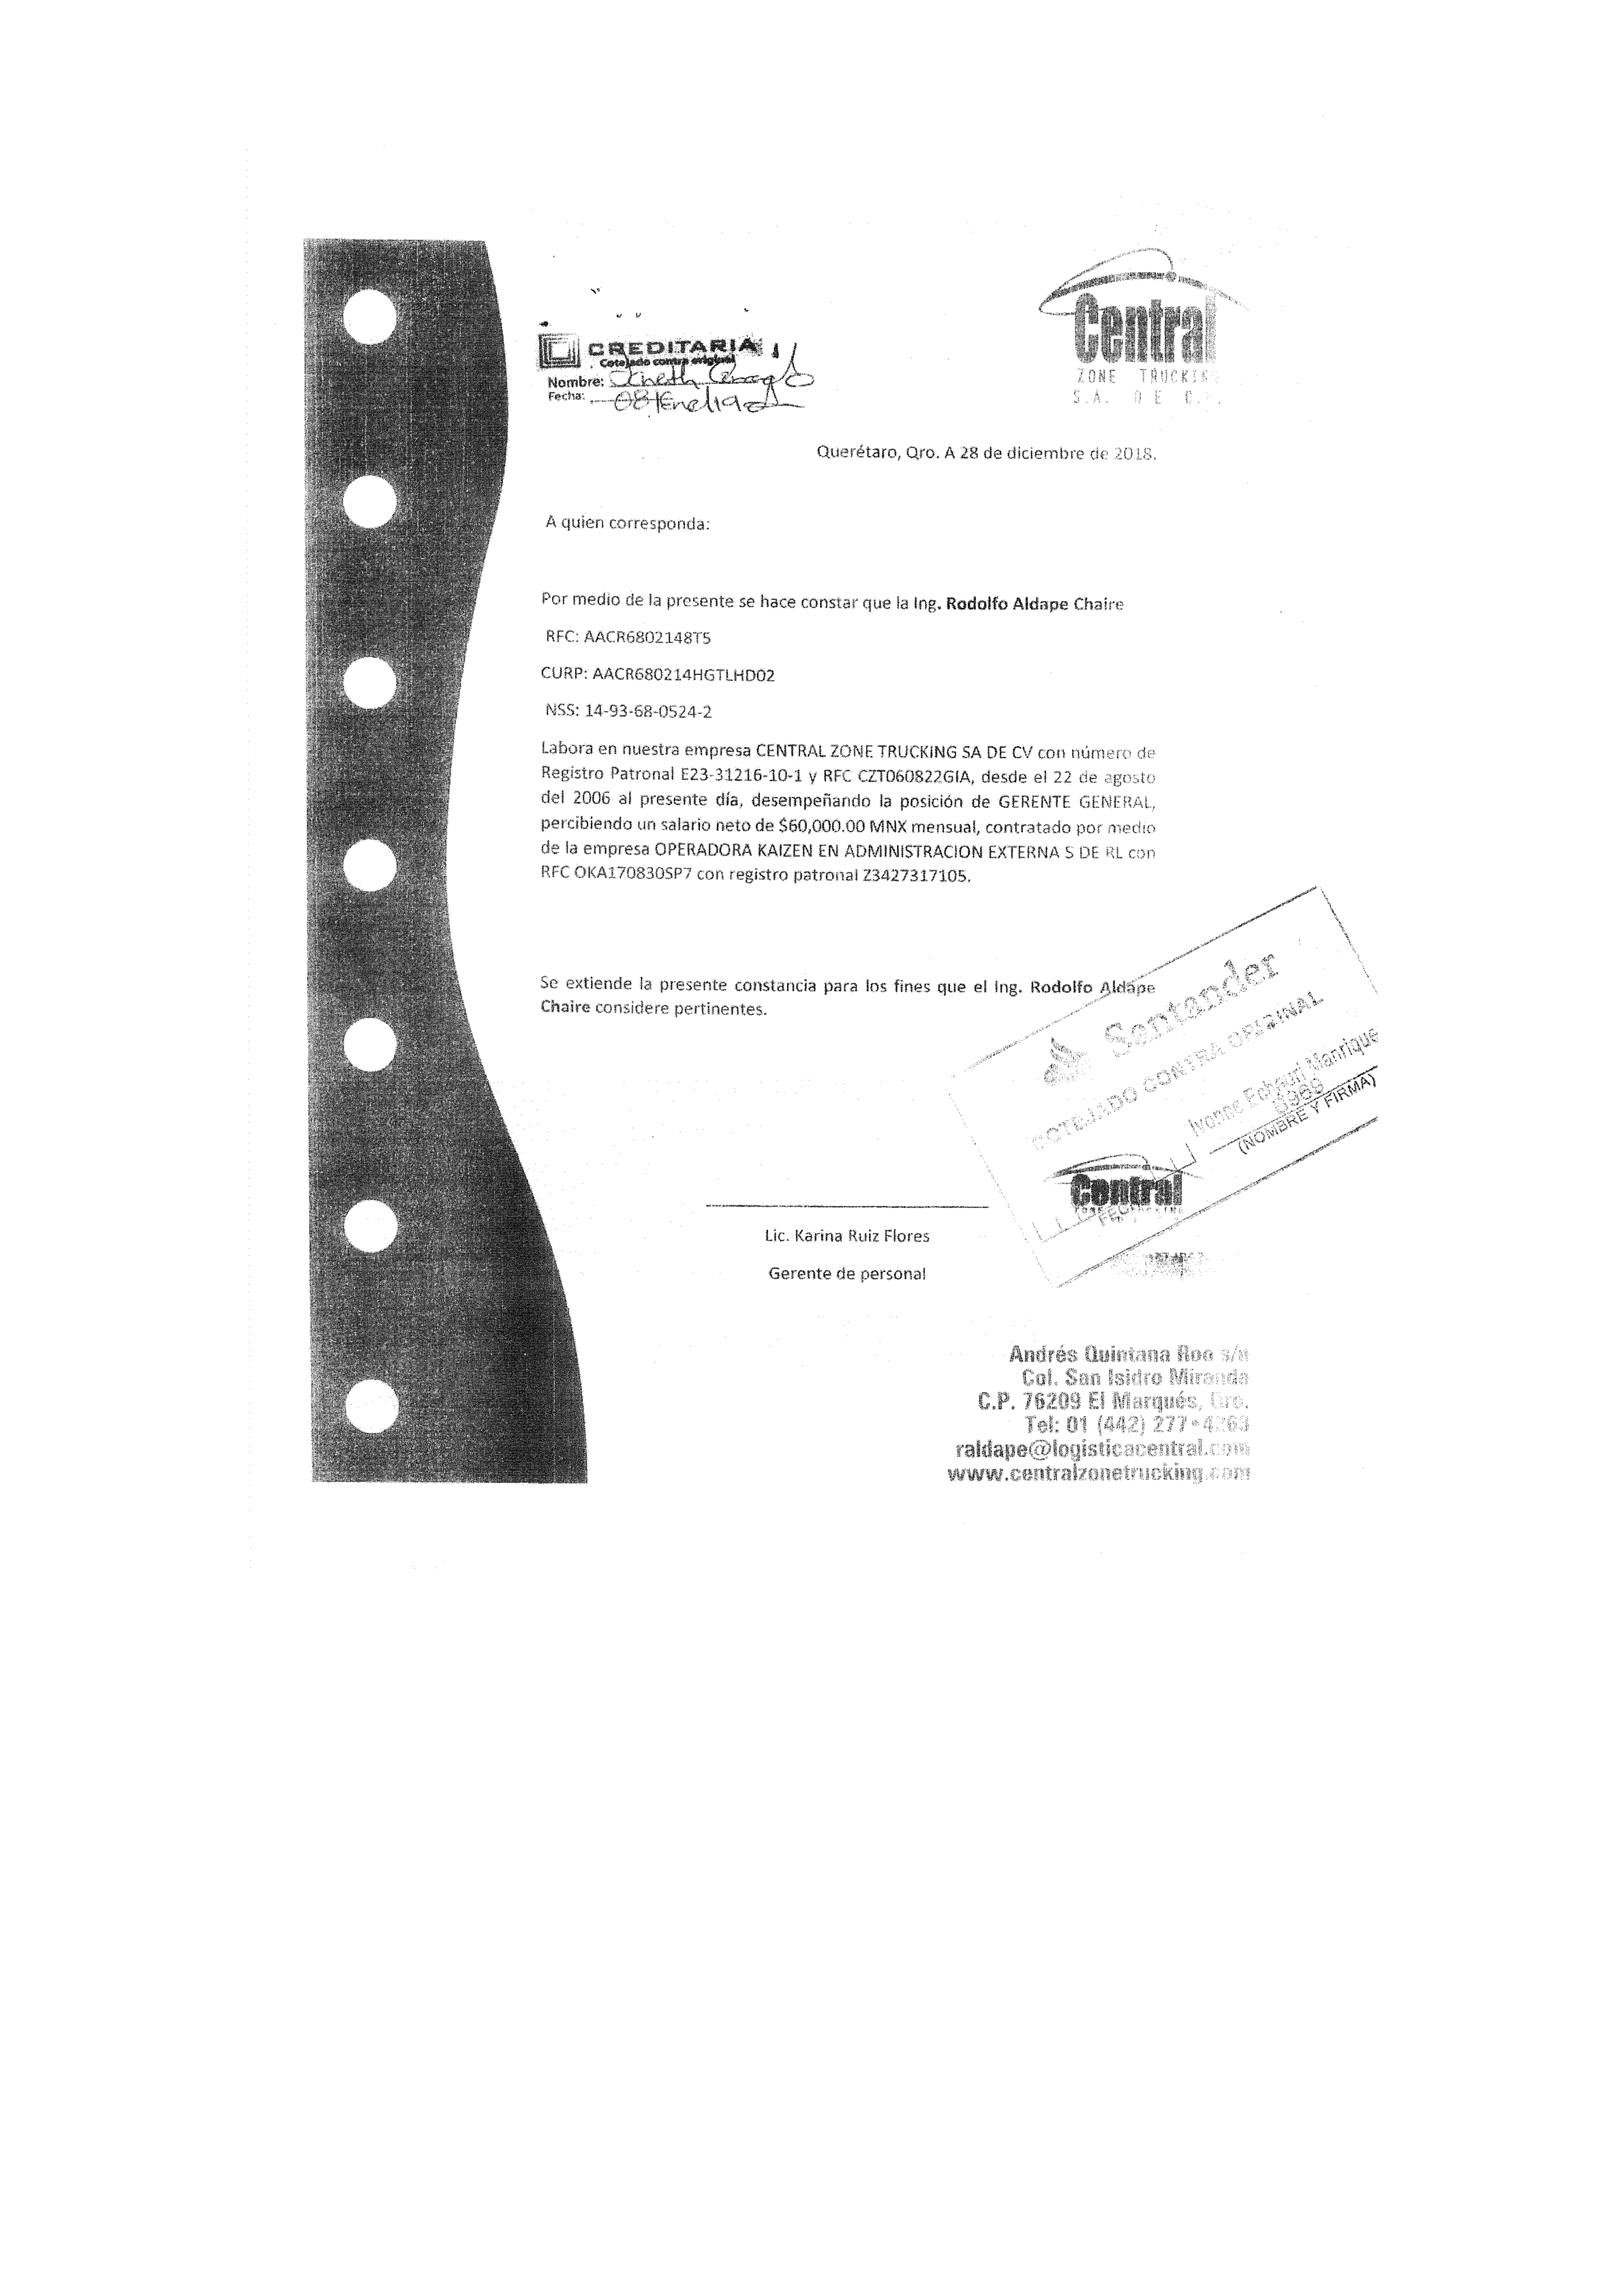 Central
ZONE TRUCKING
S.A. DE C.V.
CREDITARIA
Cotejado contra original
Nombre:
Fecha: 08/Ene/19
Querétaro, Qro. A 28 de diciembre de 2018.
A quien corresponda:
Por medio de la presente se hace constar que la Ing. Rodolfo Aldape Chaire
RFC: AACR6802148T5
CURP: AACR680214HGTLHD02
NSS: 14-93-68-0524-2
Labora en nuestra empresa CENTRAL ZONE TRUCKING SA DE CV con número de
Registro Patronal E23-31216-10-1 y RFC CZT060822GIA, desde el 22 de agosto
del 2006 al presente día, desempeñando la posición de GERENTE GENERAL,
percibiendo un salario neto de $60,000.00 MNX mensual, contratado por medio
de la empresa OPERADORA KAIZEN EN ADMINISTRACION EXTERNA S DE RL con
RFC OKA170830SP7 con registro patronal Z3427317105.
Se extiende la presente constancia para los fines que el Ing. Rodolfo Aldape
Chaire considere pertinentes.
Santander
COTEJADO CONTRA ORIGINAL
Ivonne Echauri Manrique
(NOMBRE Y FIRMA)
Central
Lic. Karina Ruiz Flores
Gerente de personal
Andrés Quintana Roo s/n
Col. San Isidro Miranda
C.P. 76209 El Marqués, Qro.
Tel: 01 (442) 277•4263
raldape@logisticacentral.com
www.centralzonetrucking.com